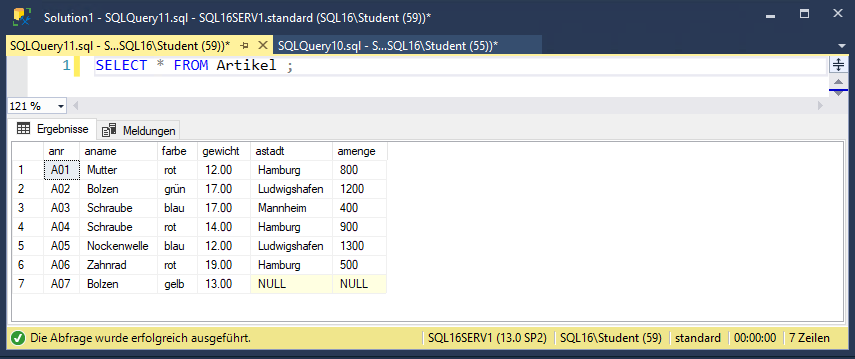 Solution1 - SQLQuery11.sql - SQL16SERV1.standard (SQL16\Student (59))*
SQLQuery11.sql - S...SQL16\Student (59))* SQLQuery10.sql - S...SQL16\Student (55))*
1 SELECT * FROM Artikel ;
121 %
Ergebnisse Meldungen
anr aname farbe gewicht astadt amenge
1 A01 Mutter rot 12.00 Hamburg 800
2 A02 Bolzen grün 17.00 Ludwigshafen 1200
3 A03 Schraube blau 17.00 Mannheim 400
4 A04 Schraube rot 14.00 Hamburg 900
5 A05 Nockenwelle blau 12.00 Ludwigshafen 1300
6 A06 Zahnrad rot 19.00 Hamburg 500
7 A07 Bolzen gelb 13.00 NULL NULL
Die Abfrage wurde erfolgreich ausgeführt. SQL16SERV1 (13.0 SP2) SQL16\Student (59) standard 00:00:00 7 Zeilen